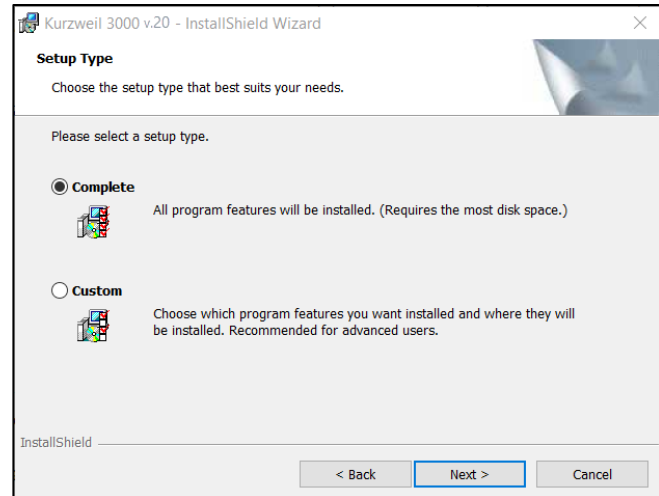 Kurzweil 3000 v.20 - InstallShield Wizard
Setup Type
Choose the setup type that best suits your needs.
Please select a setup type.
Complete
All program features will be installed. (Requires the most disk space.)
Custom
Choose which program features you want installed and where they will
be installed. Recommended for advanced users.
InstallShield
< Back Next > Cancel